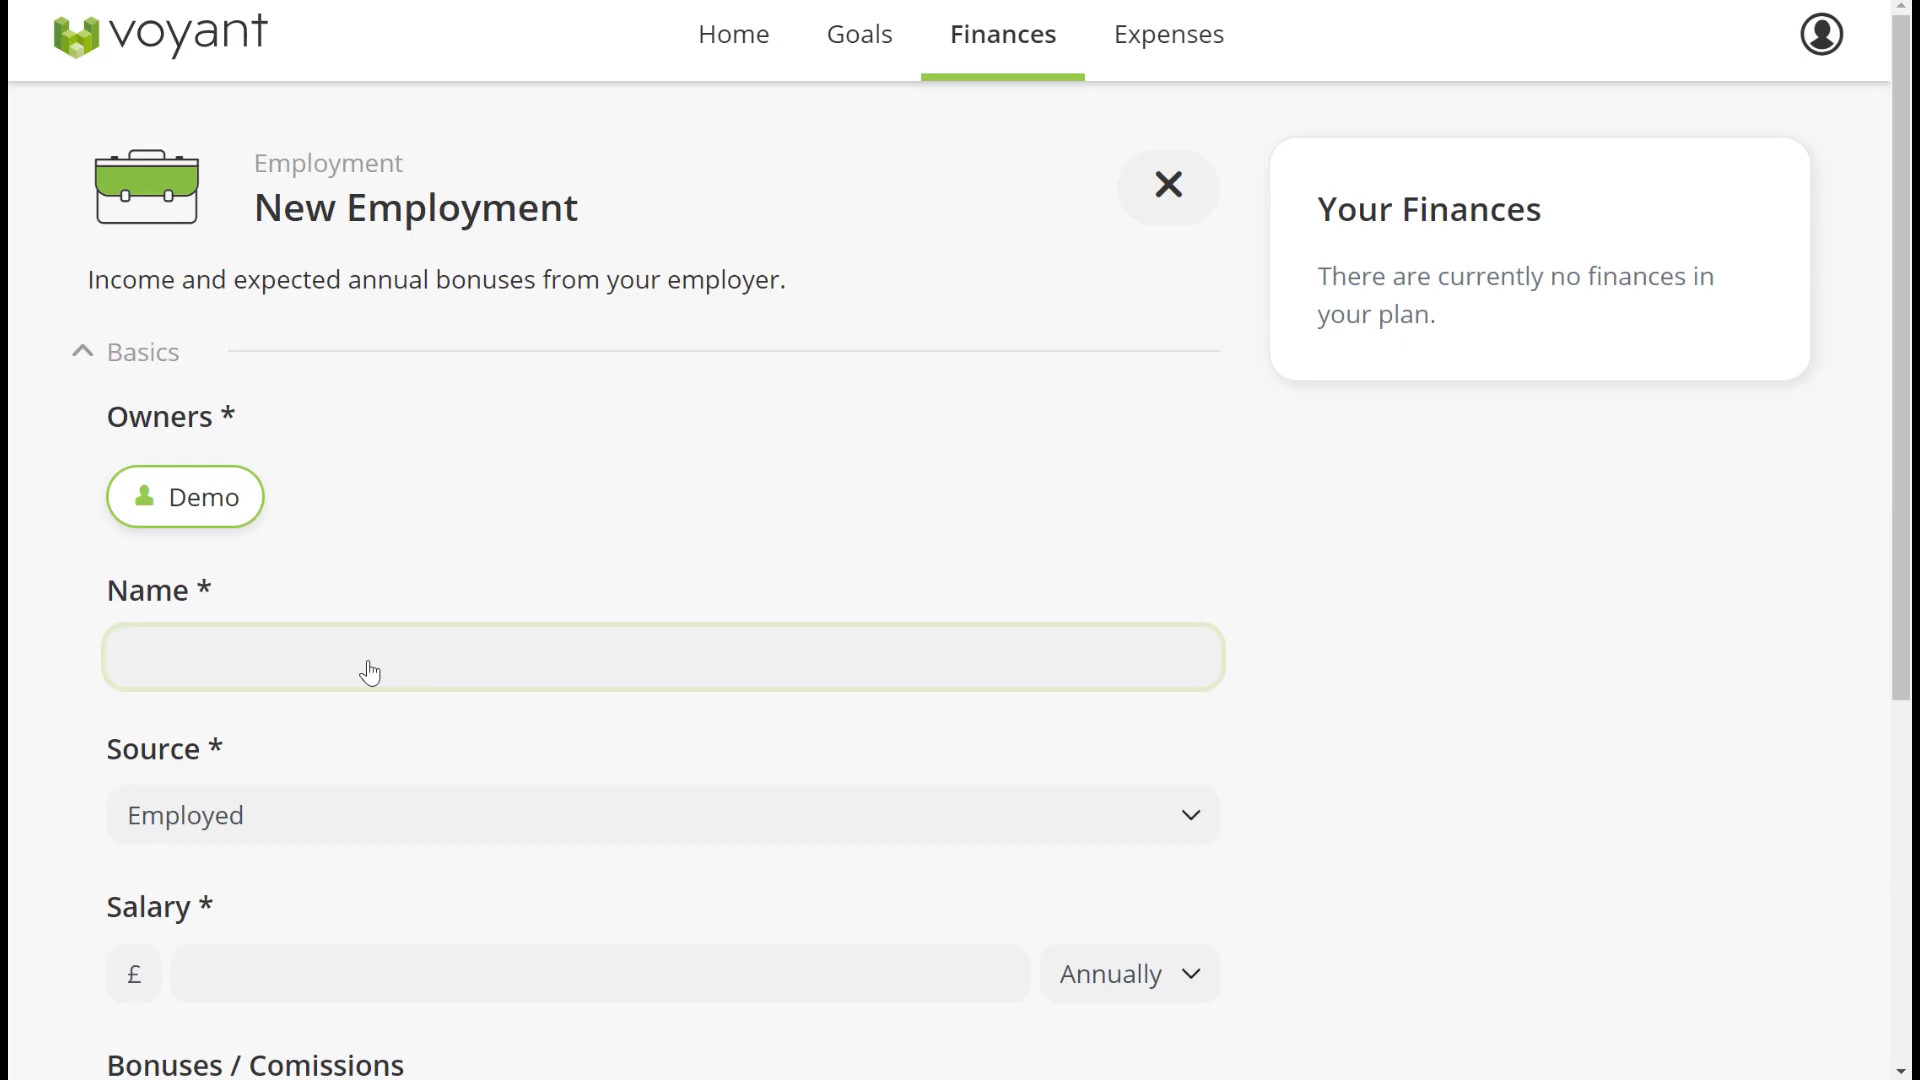 voyant
Home
Goals
Finances
Expenses
Employment
New Employment
Income and expected annual bonuses from your employer.
Your Finances
There are currently no finances in
your plan.
Basics
Owners *
Demo
Name *
Source *
Employed
Salary *
£
Annually
Bonuses / Comissions